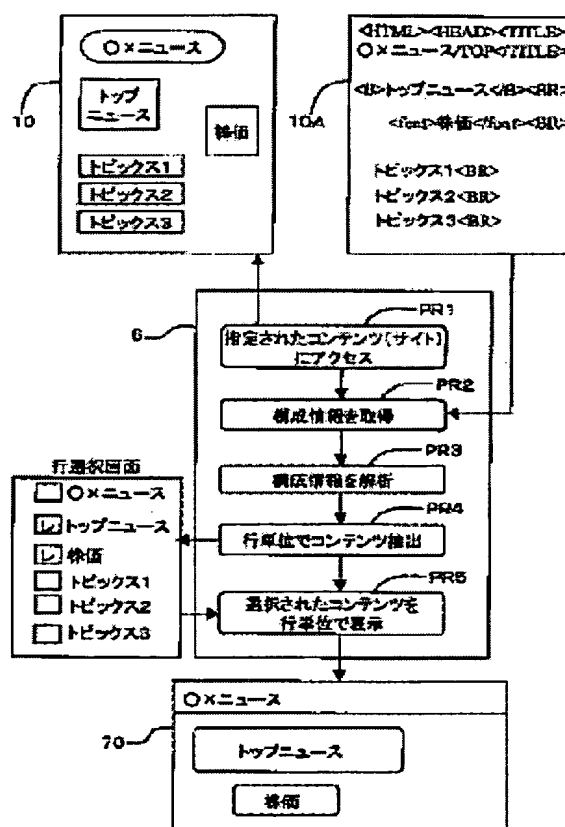 ○×ニュース
トップ
ニュース
株価
トピックス1
トピックス2
トピックス3
10
<HTML><HEAD><TITLE>
○×ニュース/TOP<TITLE>
<B>トップニュース</B><BR>
<font>株価</font><BR>
トピックス1<BR>
トピックス2<BR>
トピックス3<BR>
10A
6
PR1
指定されたコンテンツ(サイト)
にアクセス
PR2
構成情報を取得
PR3
構成情報を解析
PR4
行単位でコンテンツ抽出
PR5
選択されたコンテンツを
行単位で表示
行選択画面
○×ニュース
レ トップニュース
レ 株価
トピックス1
トピックス2
トピックス3
70
○×ニュース
トップニュース
株価